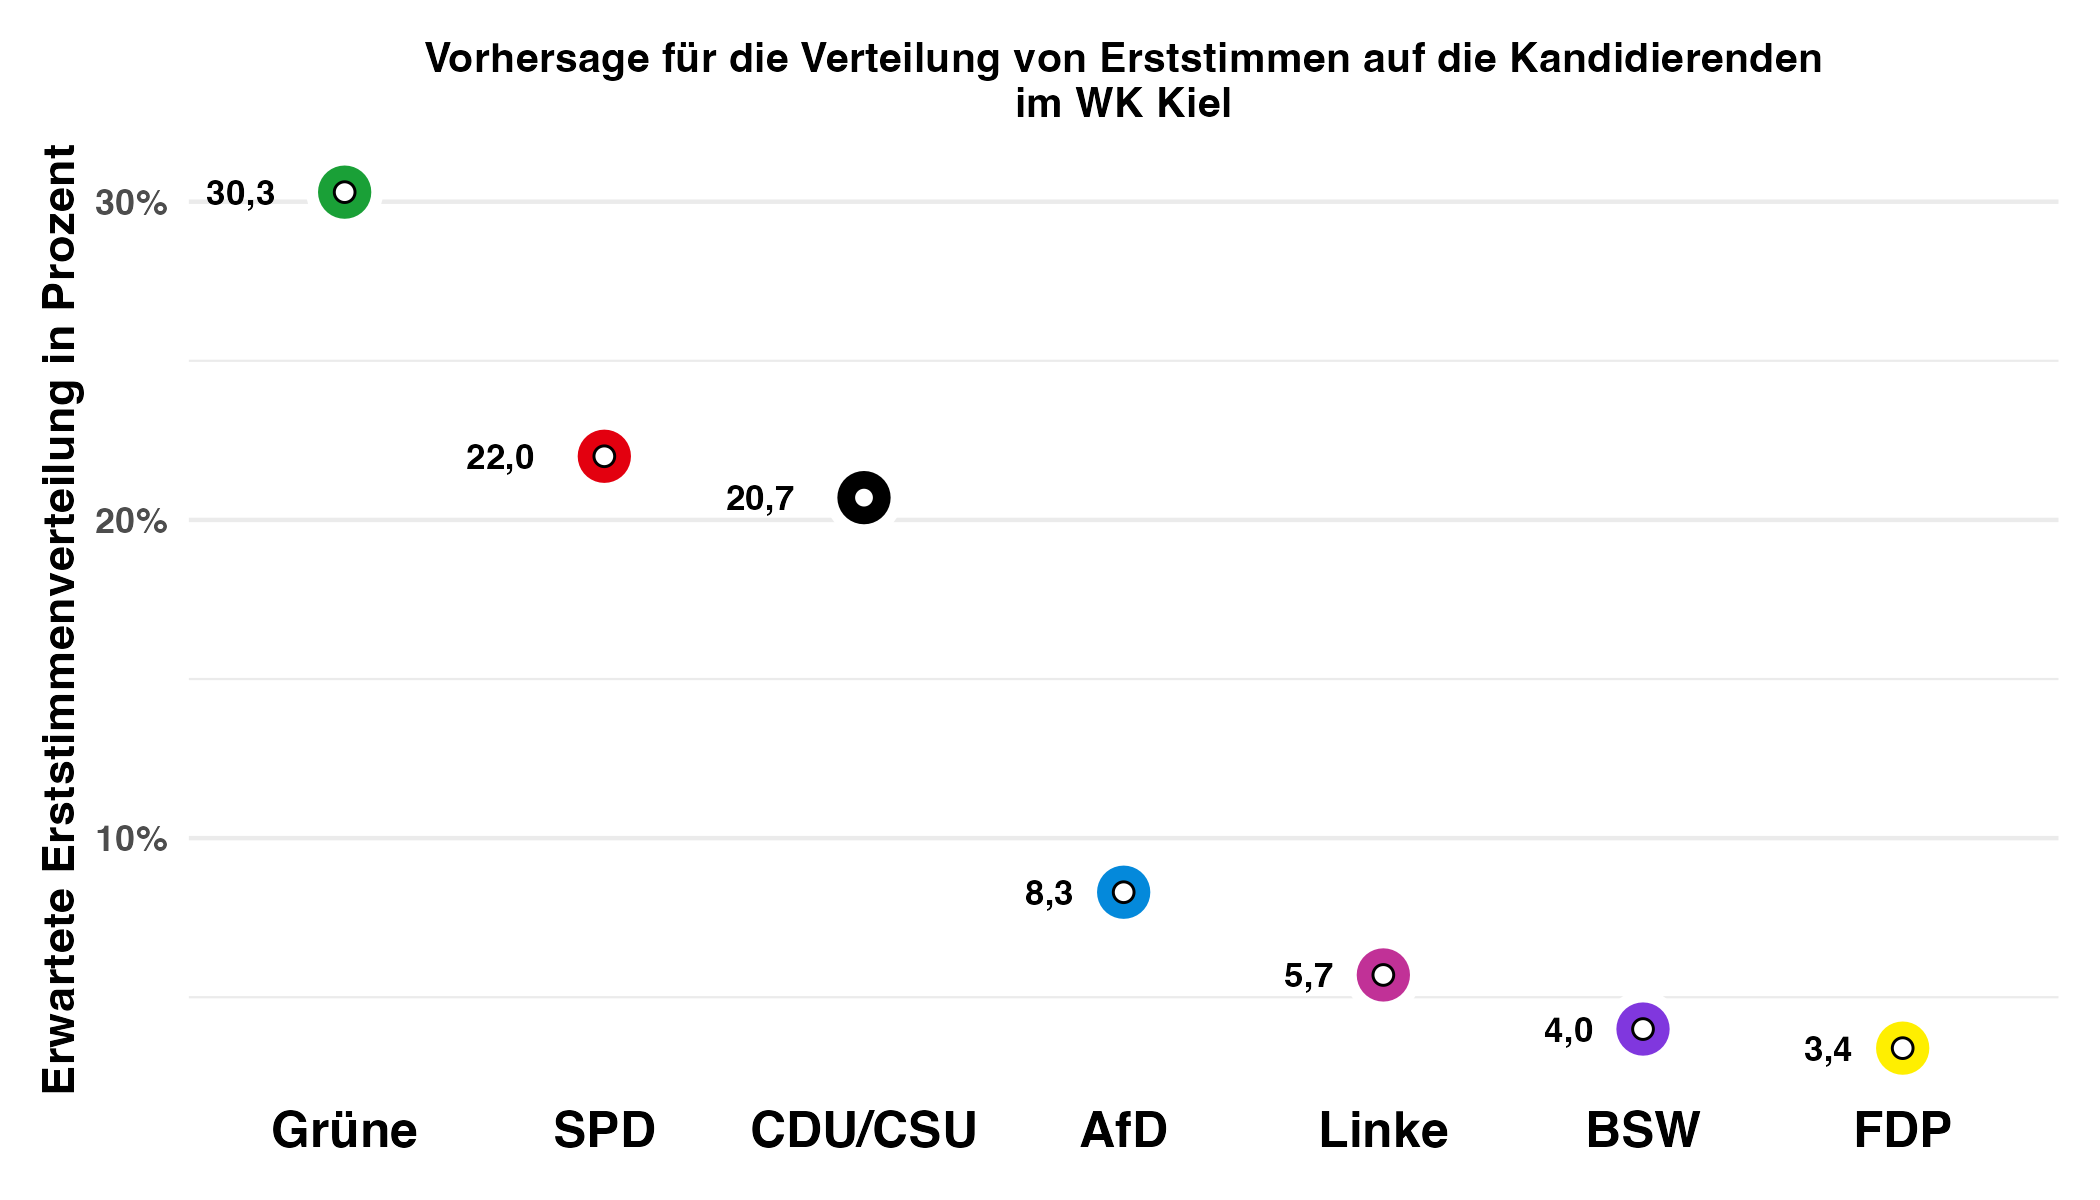 Vorhersage für die Verteilung von Erststimmen auf die Kandidierenden
im WK Kiel
Erwartete Erststimmenverteilung in Prozent
30%
20%
10%
30,3
22,0
20,7
8,3
5,7
4,0
3,4
Grüne
SPD
CDU/CSU
AfD
Linke
BSW
FDP